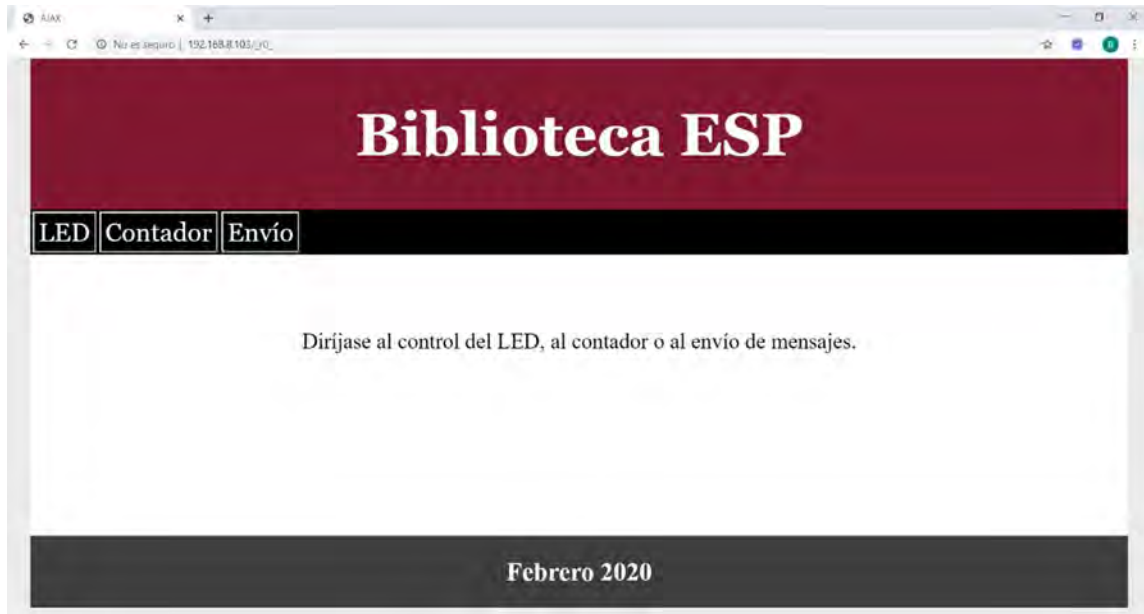 AJAX
No es seguro | 192.168.8.103/_r0_
Biblioteca ESP
LED Contador Envío
Diríjase al control del LED, al contador o al envío de mensajes.
Febrero 2020